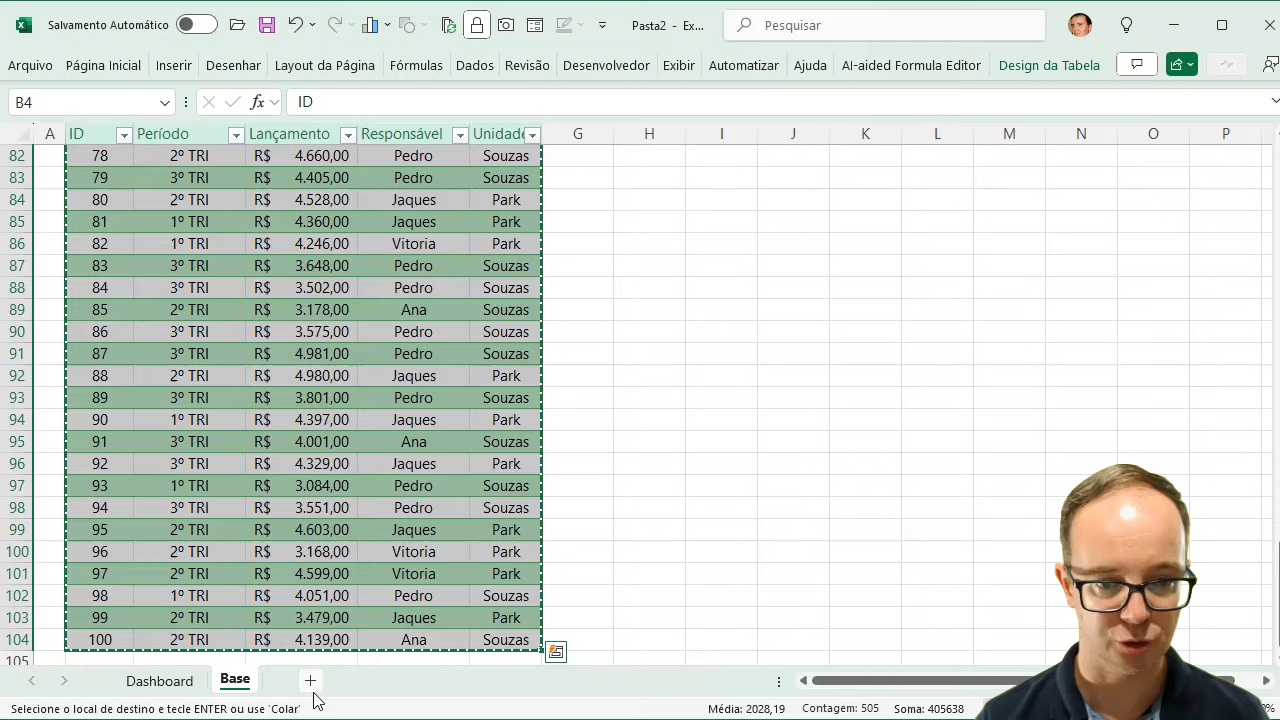 Salvamento Automático
Pasta2 - Ex...
Pesquisar
Arquivo Página Inicial Inserir Desenhar Layout da Página Fórmulas Dados Revisão Desenvolvedor Exibir Automatizar Ajuda AI-aided Formula Editor Design da Tabela
B4 fx ID
A ID Período Lançamento Responsável Unidade G H I J K L M N O P
82 78 2º TRI R$ 4.660,00 Pedro Souzas
83 79 3º TRI R$ 4.405,00 Pedro Souzas
84 80 2º TRI R$ 4.528,00 Jaques Park
85 81 1º TRI R$ 4.360,00 Jaques Park
86 82 1º TRI R$ 4.246,00 Vitoria Park
87 83 3º TRI R$ 3.648,00 Pedro Souzas
88 84 3º TRI R$ 3.502,00 Pedro Souzas
89 85 2º TRI R$ 3.178,00 Ana Souzas
90 86 3º TRI R$ 3.575,00 Pedro Souzas
91 87 3º TRI R$ 4.981,00 Pedro Souzas
92 88 2º TRI R$ 4.980,00 Jaques Park
93 89 3º TRI R$ 3.801,00 Pedro Souzas
94 90 1º TRI R$ 4.397,00 Jaques Park
95 91 3º TRI R$ 4.001,00 Ana Souzas
96 92 3º TRI R$ 4.329,00 Jaques Park
97 93 1º TRI R$ 3.084,00 Pedro Souzas
98 94 3º TRI R$ 3.551,00 Pedro Souzas
99 95 2º TRI R$ 4.603,00 Jaques Park
100 96 2º TRI R$ 3.168,00 Vitoria Park
101 97 2º TRI R$ 4.599,00 Vitoria Park
102 98 1º TRI R$ 4.051,00 Pedro Souzas
103 99 2º TRI R$ 3.479,00 Jaques Park
104 100 2º TRI R$ 4.139,00 Ana Souzas
105
Dashboard Base
Selecione o local de destino e tecle ENTER ou use 'Colar' Média: 2028,19 Contagem: 505 Soma: 405638